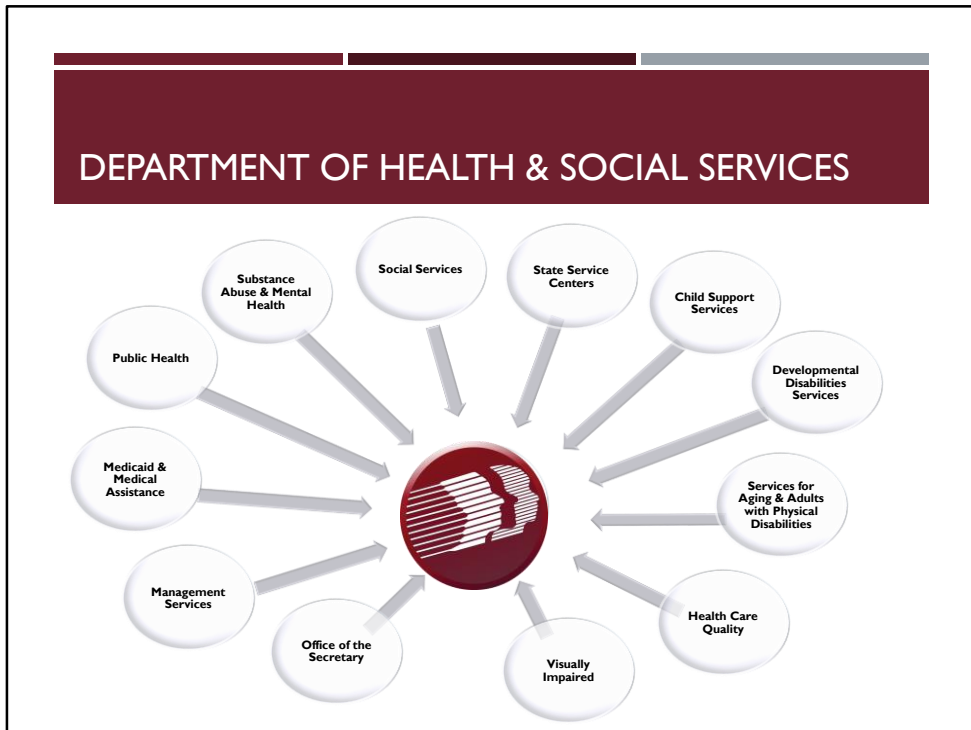 DEPARTMENT OF HEALTH & SOCIAL SERVICES
Social Services
State Service
Centers
Substance
Abuse & Mental
Health
Child Support
Services
Public Health
Developmental
Disabilities
Services
Medicaid &
Medical
Assistance
Services for
Aging & Adults
with Physical
Disabilities
Management
Services
Health Care
Quality
Office of the
Secretary
Visually
Impaired